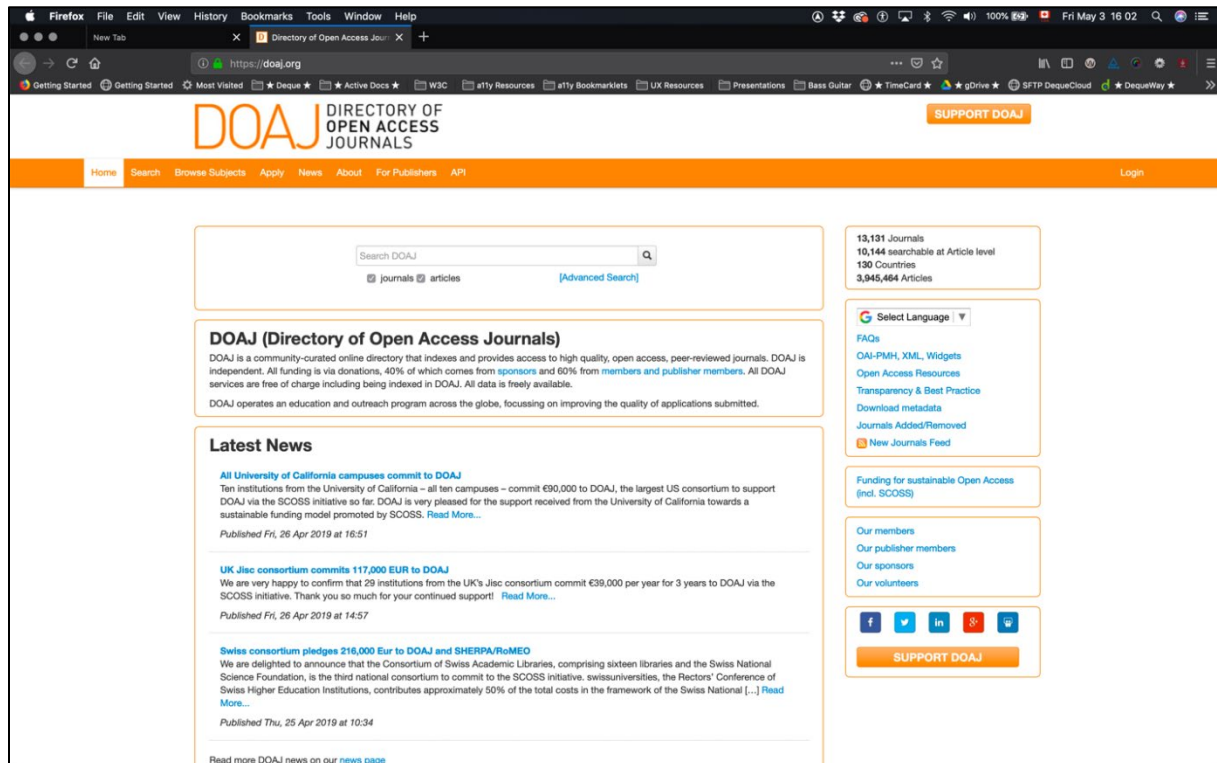 Firefox File Edit View History Bookmarks Tools Window Help
100% Fri May 3 16 02
New Tab
Directory of Open Access Jour
https://doaj.org
Getting Started Getting Started Most Visited ★ Deque ★ ★ Active Docs ★ W3C a11y Resources a11y Bookmarklets UX Resources Presentations Bass Guitar ★ TimeCard ★ ★ gDrive ★ SFTP DequeCloud ★ DequeWay ★
DOAJ
DIRECTORY OF
OPEN ACCESS
JOURNALS
SUPPORT DOAJ
Home Search Browse Subjects Apply News About For Publishers API Login
Search DOAJ
journals articles [Advanced Search]
DOAJ (Directory of Open Access Journals)
DOAJ is a community-curated online directory that indexes and provides access to high quality, open access, peer-reviewed journals. DOAJ is
independent. All funding is via donations, 40% of which comes from sponsors and 60% from members and publisher members. All DOAJ
services are free of charge including being indexed in DOAJ. All data is freely available.
DOAJ operates an education and outreach program across the globe, focussing on improving the quality of applications submitted.
Latest News
All University of California campuses commit to DOAJ
Ten institutions from the University of California – all ten campuses – commit €90,000 to DOAJ, the largest US consortium to support
DOAJ via the SCOSS initiative so far. DOAJ is very pleased for the support received from the University of California towards a
sustainable funding model promoted by SCOSS. Read More...
Published Fri, 26 Apr 2019 at 16:51
UK Jisc consortium commits 117,000 EUR to DOAJ
We are very happy to confirm that 29 institutions from the UK's Jisc consortium commit €39,000 per year for 3 years to DOAJ via the
SCOSS initiative. Thank you so much for your continued support! Read More...
Published Fri, 26 Apr 2019 at 14:57
Swiss consortium pledges 216,000 Eur to DOAJ and SHERPA/RoMEO
We are delighted to announce that the Consortium of Swiss Academic Libraries, comprising sixteen libraries and the Swiss National
Science Foundation, is the third national consortium to commit to the SCOSS initiative. swissuniversities, the Rectors' Conference of
Swiss Higher Education Institutions, contributes approximately 50% of the total costs in the framework of the Swiss National [...] Read
More...
Published Thu, 25 Apr 2019 at 10:34
Read more DOAJ news on our news page
13,131 Journals
10,144 searchable at Article level
130 Countries
3,945,464 Articles
Select Language ▼
FAQs
OAI-PMH, XML, Widgets
Open Access Resources
Transparency & Best Practice
Download metadata
Journals Added/Removed
New Journals Feed
Funding for sustainable Open Access
(incl. SCOSS)
Our members
Our publisher members
Our sponsors
Our volunteers
SUPPORT DOAJ